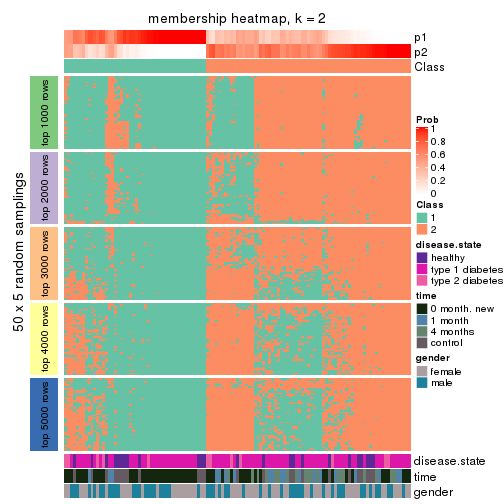 membership heatmap, k = 2
p1
p2
Class
50 x 5 random samplings
top 1000 rows
top 2000 rows
top 3000 rows
top 4000 rows
top 5000 rows
Prob
1
0.8
0.6
0.4
0.2
0
Class
1
2
disease.state
healthy
type 1 diabetes
type 2 diabetes
time
0 month. new
1 month
4 months
control
gender
female
male
disease.state
time
gender